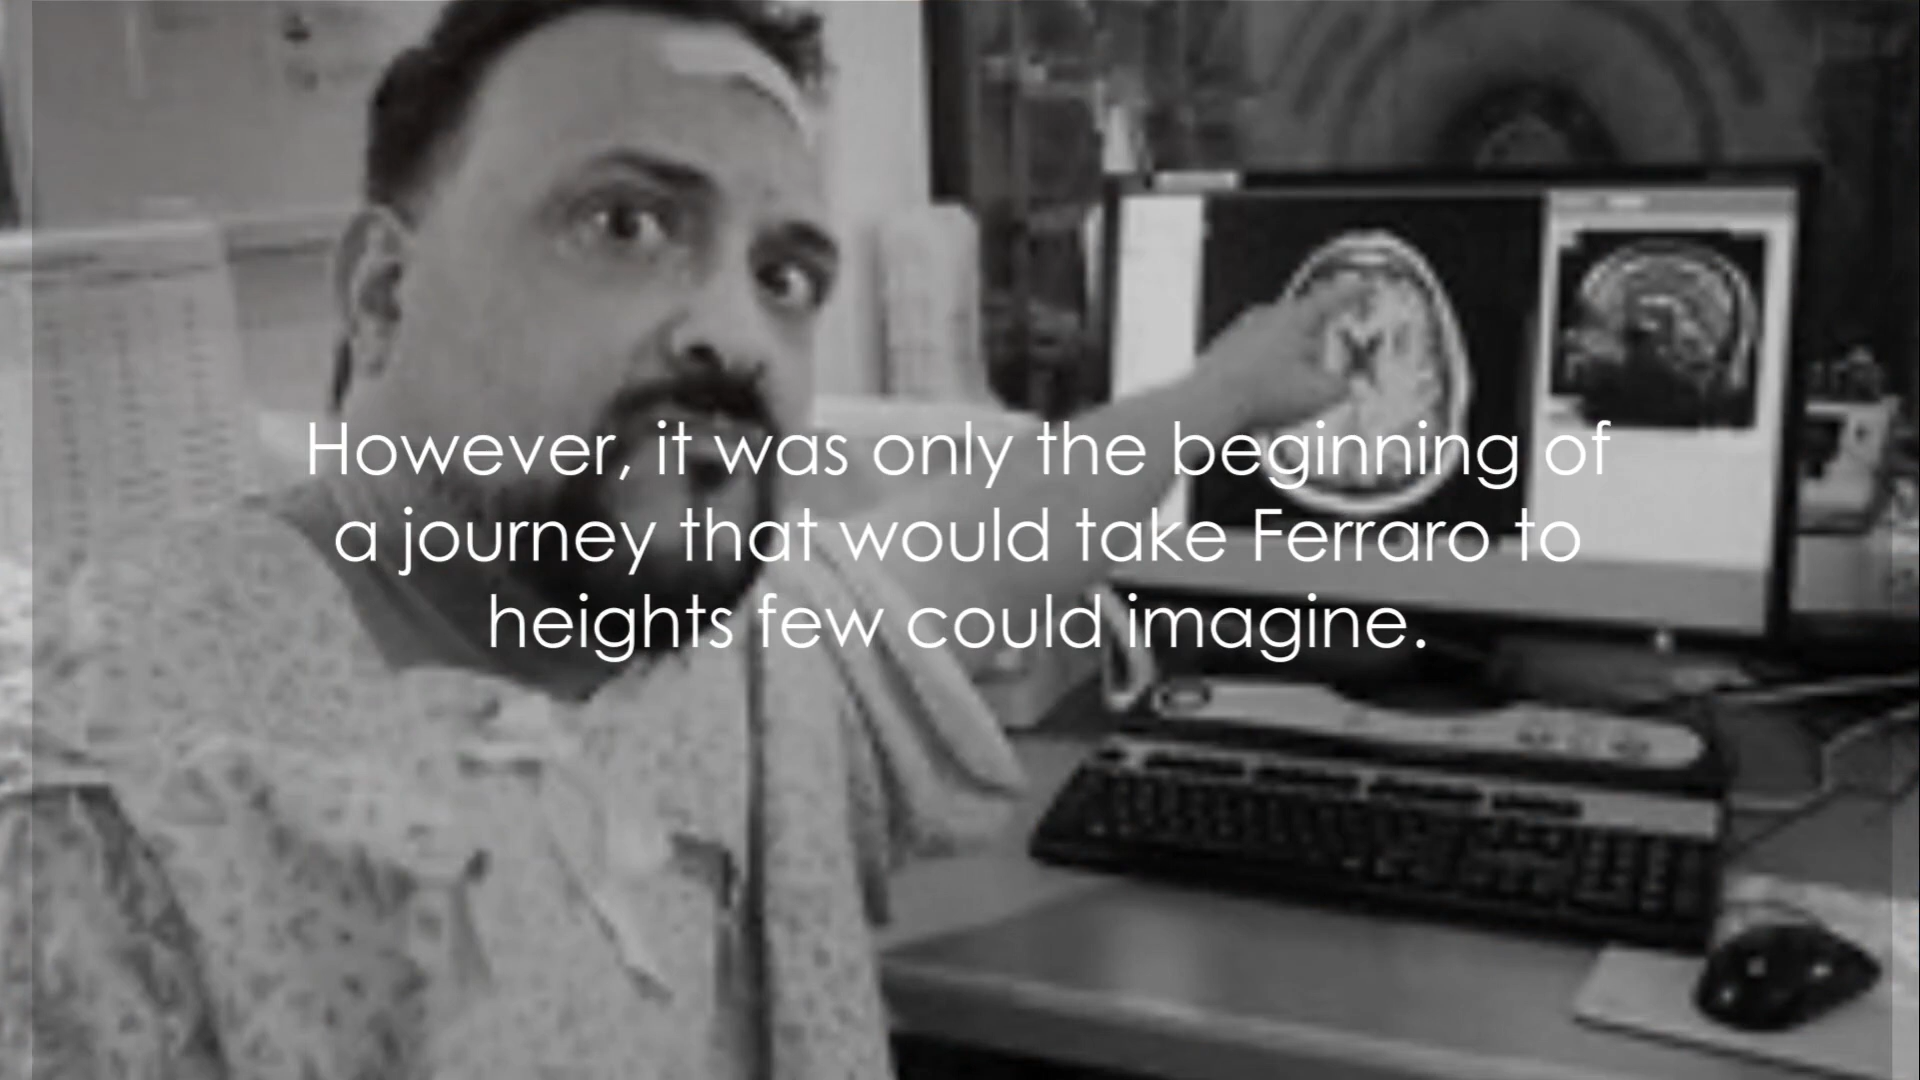 However, it was only the beginning of
a journey that would take Ferraro to
heights few could imagine.